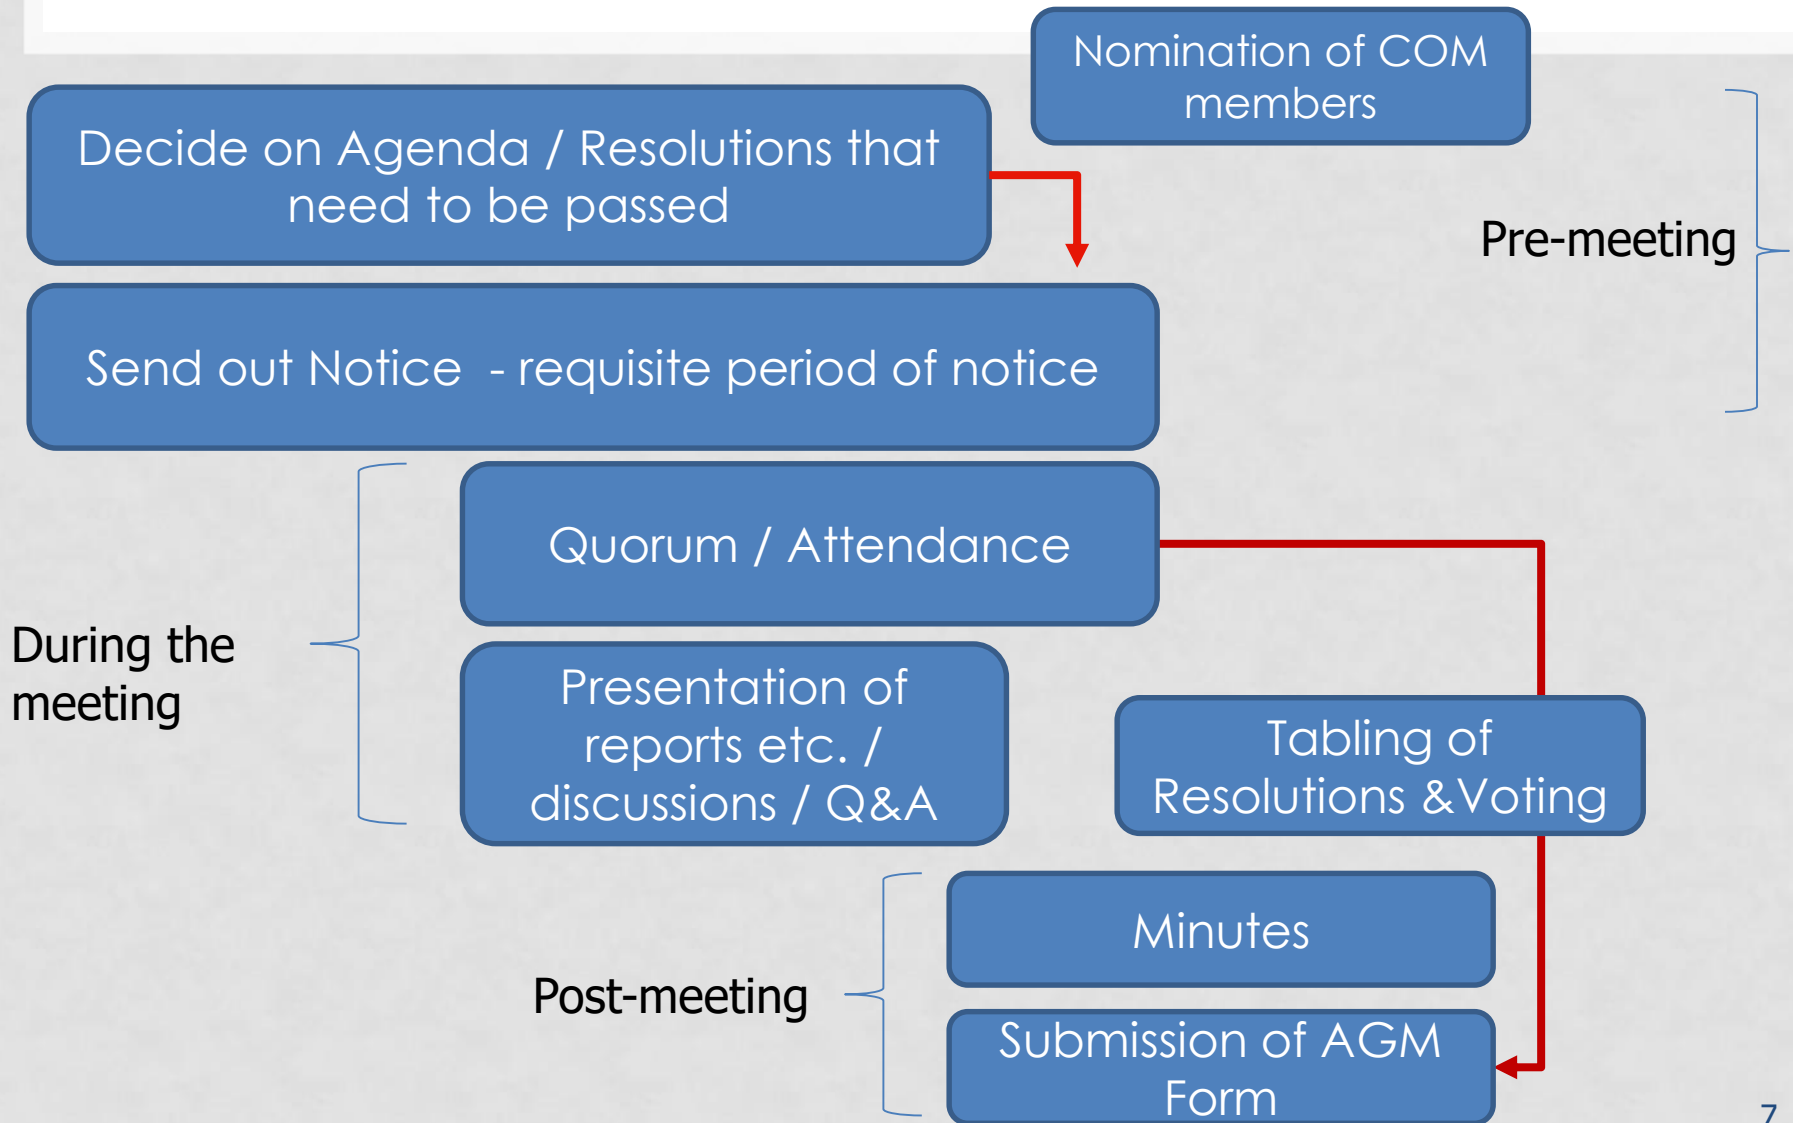 Nomination of COM
members
Decide on Agenda / Resolutions that
need to be passed
Pre-meeting
Send out Notice  - requisite period of notice
Quorum / Attendance
During the
meeting
Presentation of
reports etc. /
discussions / Q&A
Tabling of
Resolutions &Voting
Minutes
Post-meeting
Submission of AGM
Form
7